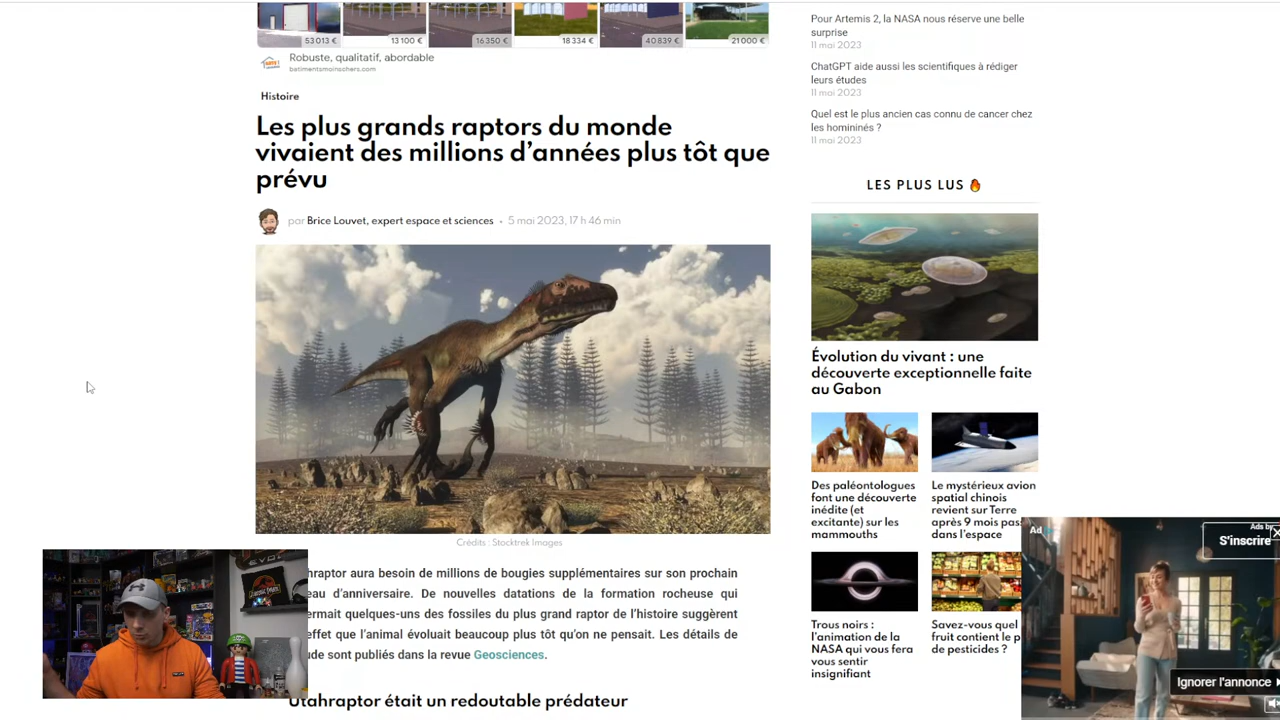 53 013 €
13 100 €
16 350 €
18 334 €
40 839 €
21 000 €
Robuste, qualitatif, abordable
batimentsmoinschers.com
Histoire
Les plus grands raptors du monde
vivaient des millions d’années plus tôt que
prévu
par Brice Louvet, expert espace et sciences • 5 mai 2023, 17 h 46 min
Crédits : Stocktrek Images
hraptor aura besoin de millions de bougies supplémentaires sur son prochain
eau d’anniversaire. De nouvelles datations de la formation rocheuse qui
ermait quelques-uns des fossiles du plus grand raptor de l’histoire suggèrent
effet que l’animal évoluait beaucoup plus tôt qu’on ne pensait. Les détails de
ude sont publiés dans la revue Geosciences.
Utahraptor était un redoutable prédateur
Pour Artemis 2, la NASA nous réserve une belle
surprise
11 mai 2023
ChatGPT aide aussi les scientifiques à rédiger
leurs études
11 mai 2023
Quel est le plus ancien cas connu de cancer chez
les homininés ?
11 mai 2023
LES PLUS LUS 🔥
Évolution du vivant : une
découverte exceptionnelle faite
au Gabon
Des paléontologues
font une découverte
inédite (et
excitante) sur les
mammouths
Le mystérieux avion
spatial chinois
revient sur Terre
après 9 mois pas
dans l’espace
Trous noirs :
l’animation de la
NASA qui vous fera
vous sentir
insignifiant
Savez-vous quel
fruit contient le p
de pesticides ?
Ad
Ads by
S'inscrire
Ignorer l'annonce